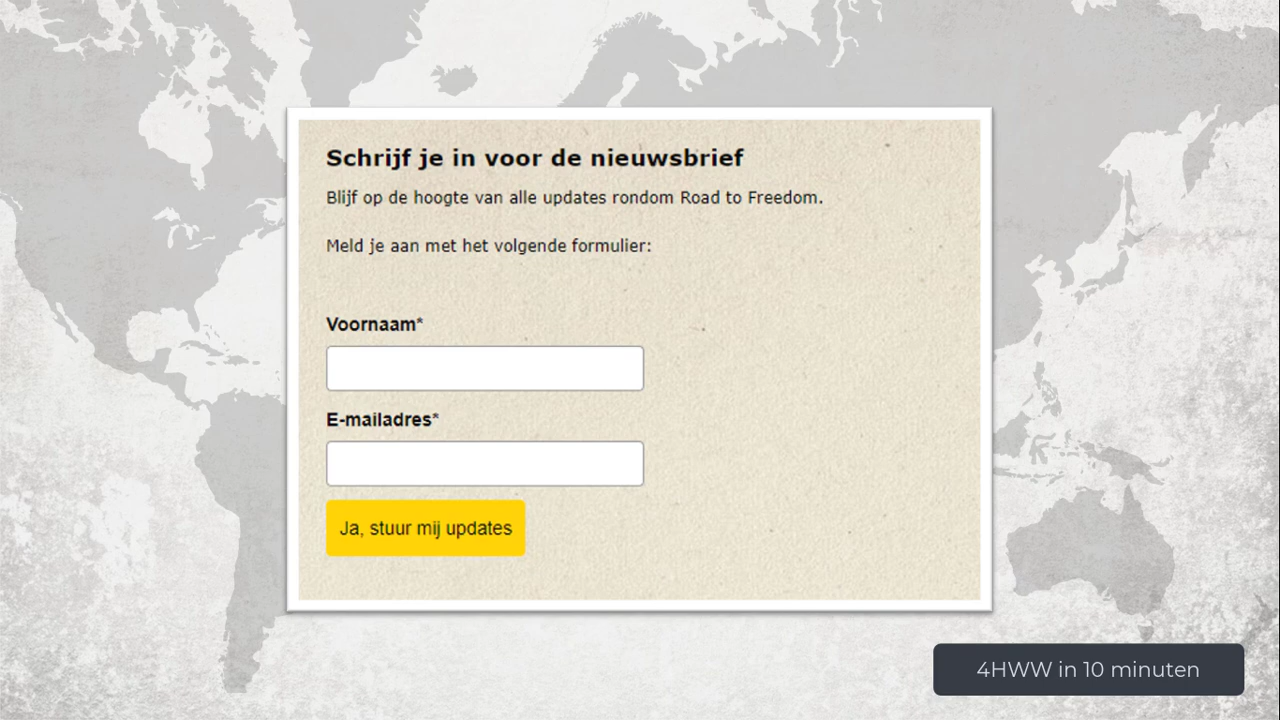 Schrijf je in voor de nieuwsbrief
Blijf op de hoogte van alle updates rondom Road to Freedom.
Meld je aan met het volgende formulier:
Voornaam*
E-mailadres*
Ja, stuur mij updates
4HWW in 10 minuten